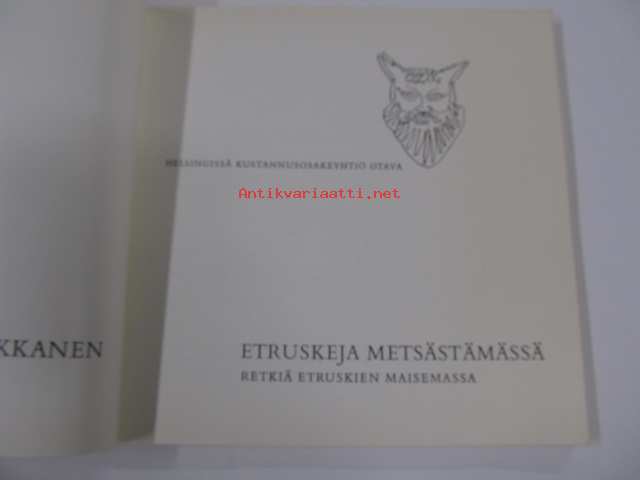 HELSINGISSÄ KUSTANNUSOSAKEYHTIÖ OTAVA
Antikvariaatti.net
KKANEN
ETRUSKEJA METSÄSTÄMÄSSÄ
RETKIÄ ETRUSKIEN MAISEMASSA